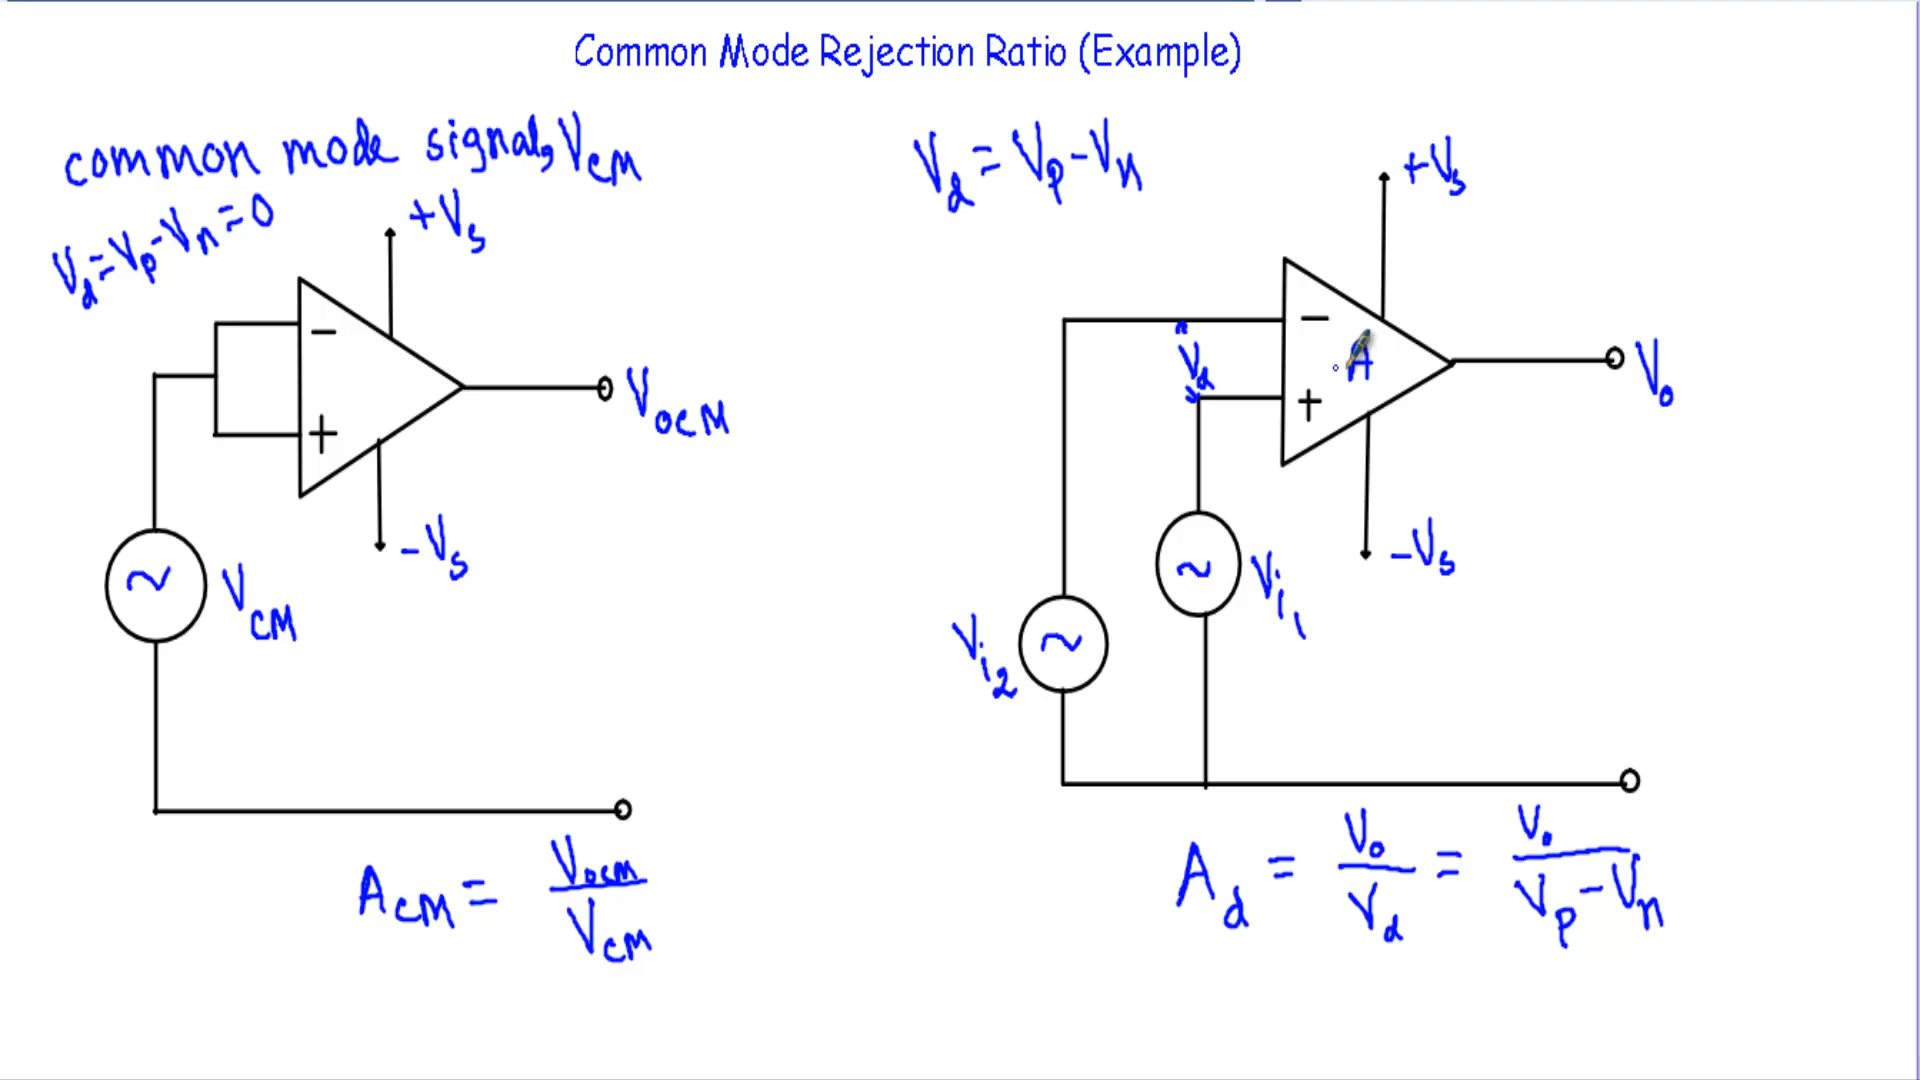 Common Mode Rejection Ratio (Example)
common mode signal, VCM
Vd = Vp - Vn = 0
+Vs
−
+
VOCM
-Vs
~
VCM
ACM = Vocm / VCM
Vd = Vp - Vn
+Vs
−
Vd
A
+
Vo
-Vs
~
Vi1
~
Vi2
Ad = Vo / Vd = Vo / Vp - Vn